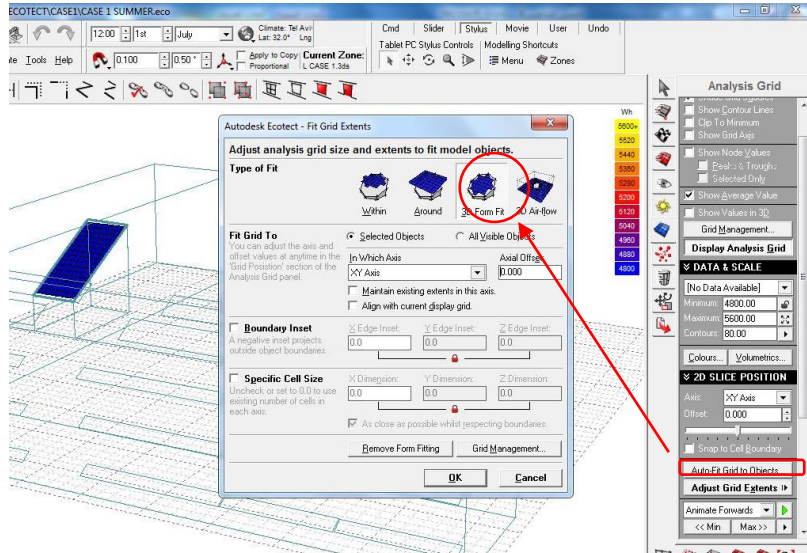 ECOTECT\CASE1\CASE 1 SUMMER.eco
12:00 1st July
Climate: Tel Avi
Lat: 32.0° Lng
Cmd Slider Stylus Movie User Undo
Tablet PC Stylus Controls Modelling Shortcuts
Menu Zones
Tools Help
0.100 0.50 °
Apply to Copy
Proportional
Current Zone:
L CASE 1.3ds
Wh
5600+
5520
5440
5360
5280
5200
5120
5040
4960
4880
4800
Autodesk Ecotect - Fit Grid Extents
Adjust analysis grid size and extents to fit model objects.
Type of Fit
Within Around 3D Form Fit 3D Air-flow
Fit Grid To
You can adjust the axis and
offset values at anytime in the
'Grid Posistion' section of the
Analysis Grid panel.
Selected Objects All Visible Objects
In Which Axis Axial Offset
XY Axis 0.000
Maintain existing extents in this axis.
Align with current display grid.
Boundary Inset
A negative inset projects
outside object boundaries.
X Edge Inset: Y Edge Inset: Z Edge Inset:
0.0 0.0 0.0
Specific Cell Size
Uncheck or set to 0.0 to use
existing number of cells in
each axis.
X Dimension: Y Dimension: Z Dimension:
0.0 0.0 0.0
As close as possible whilst respecting boundaries.
Remove Form Fitting Grid Management...
OK Cancel
Analysis Grid
Show Contour Lines
Clip To Minimum
Show Grid Axis
Show Node Values
Peaks & Troughs
Selected Only
Show Average Value
Show Values in 3D
Grid Management...
Display Analysis Grid
DATA & SCALE
[No Data Available]
Minimum: 4800.00
Maximum: 5600.00
Contours: 80.00
Colours... Volumetrics...
2D SLICE POSITION
Axis: XY Axis
Offset: 0.000
Snap to Cell Boundary
Auto-Fit Grid to Objects...
Adjust Grid Extents
Animate Forwards
<< Min Max >>